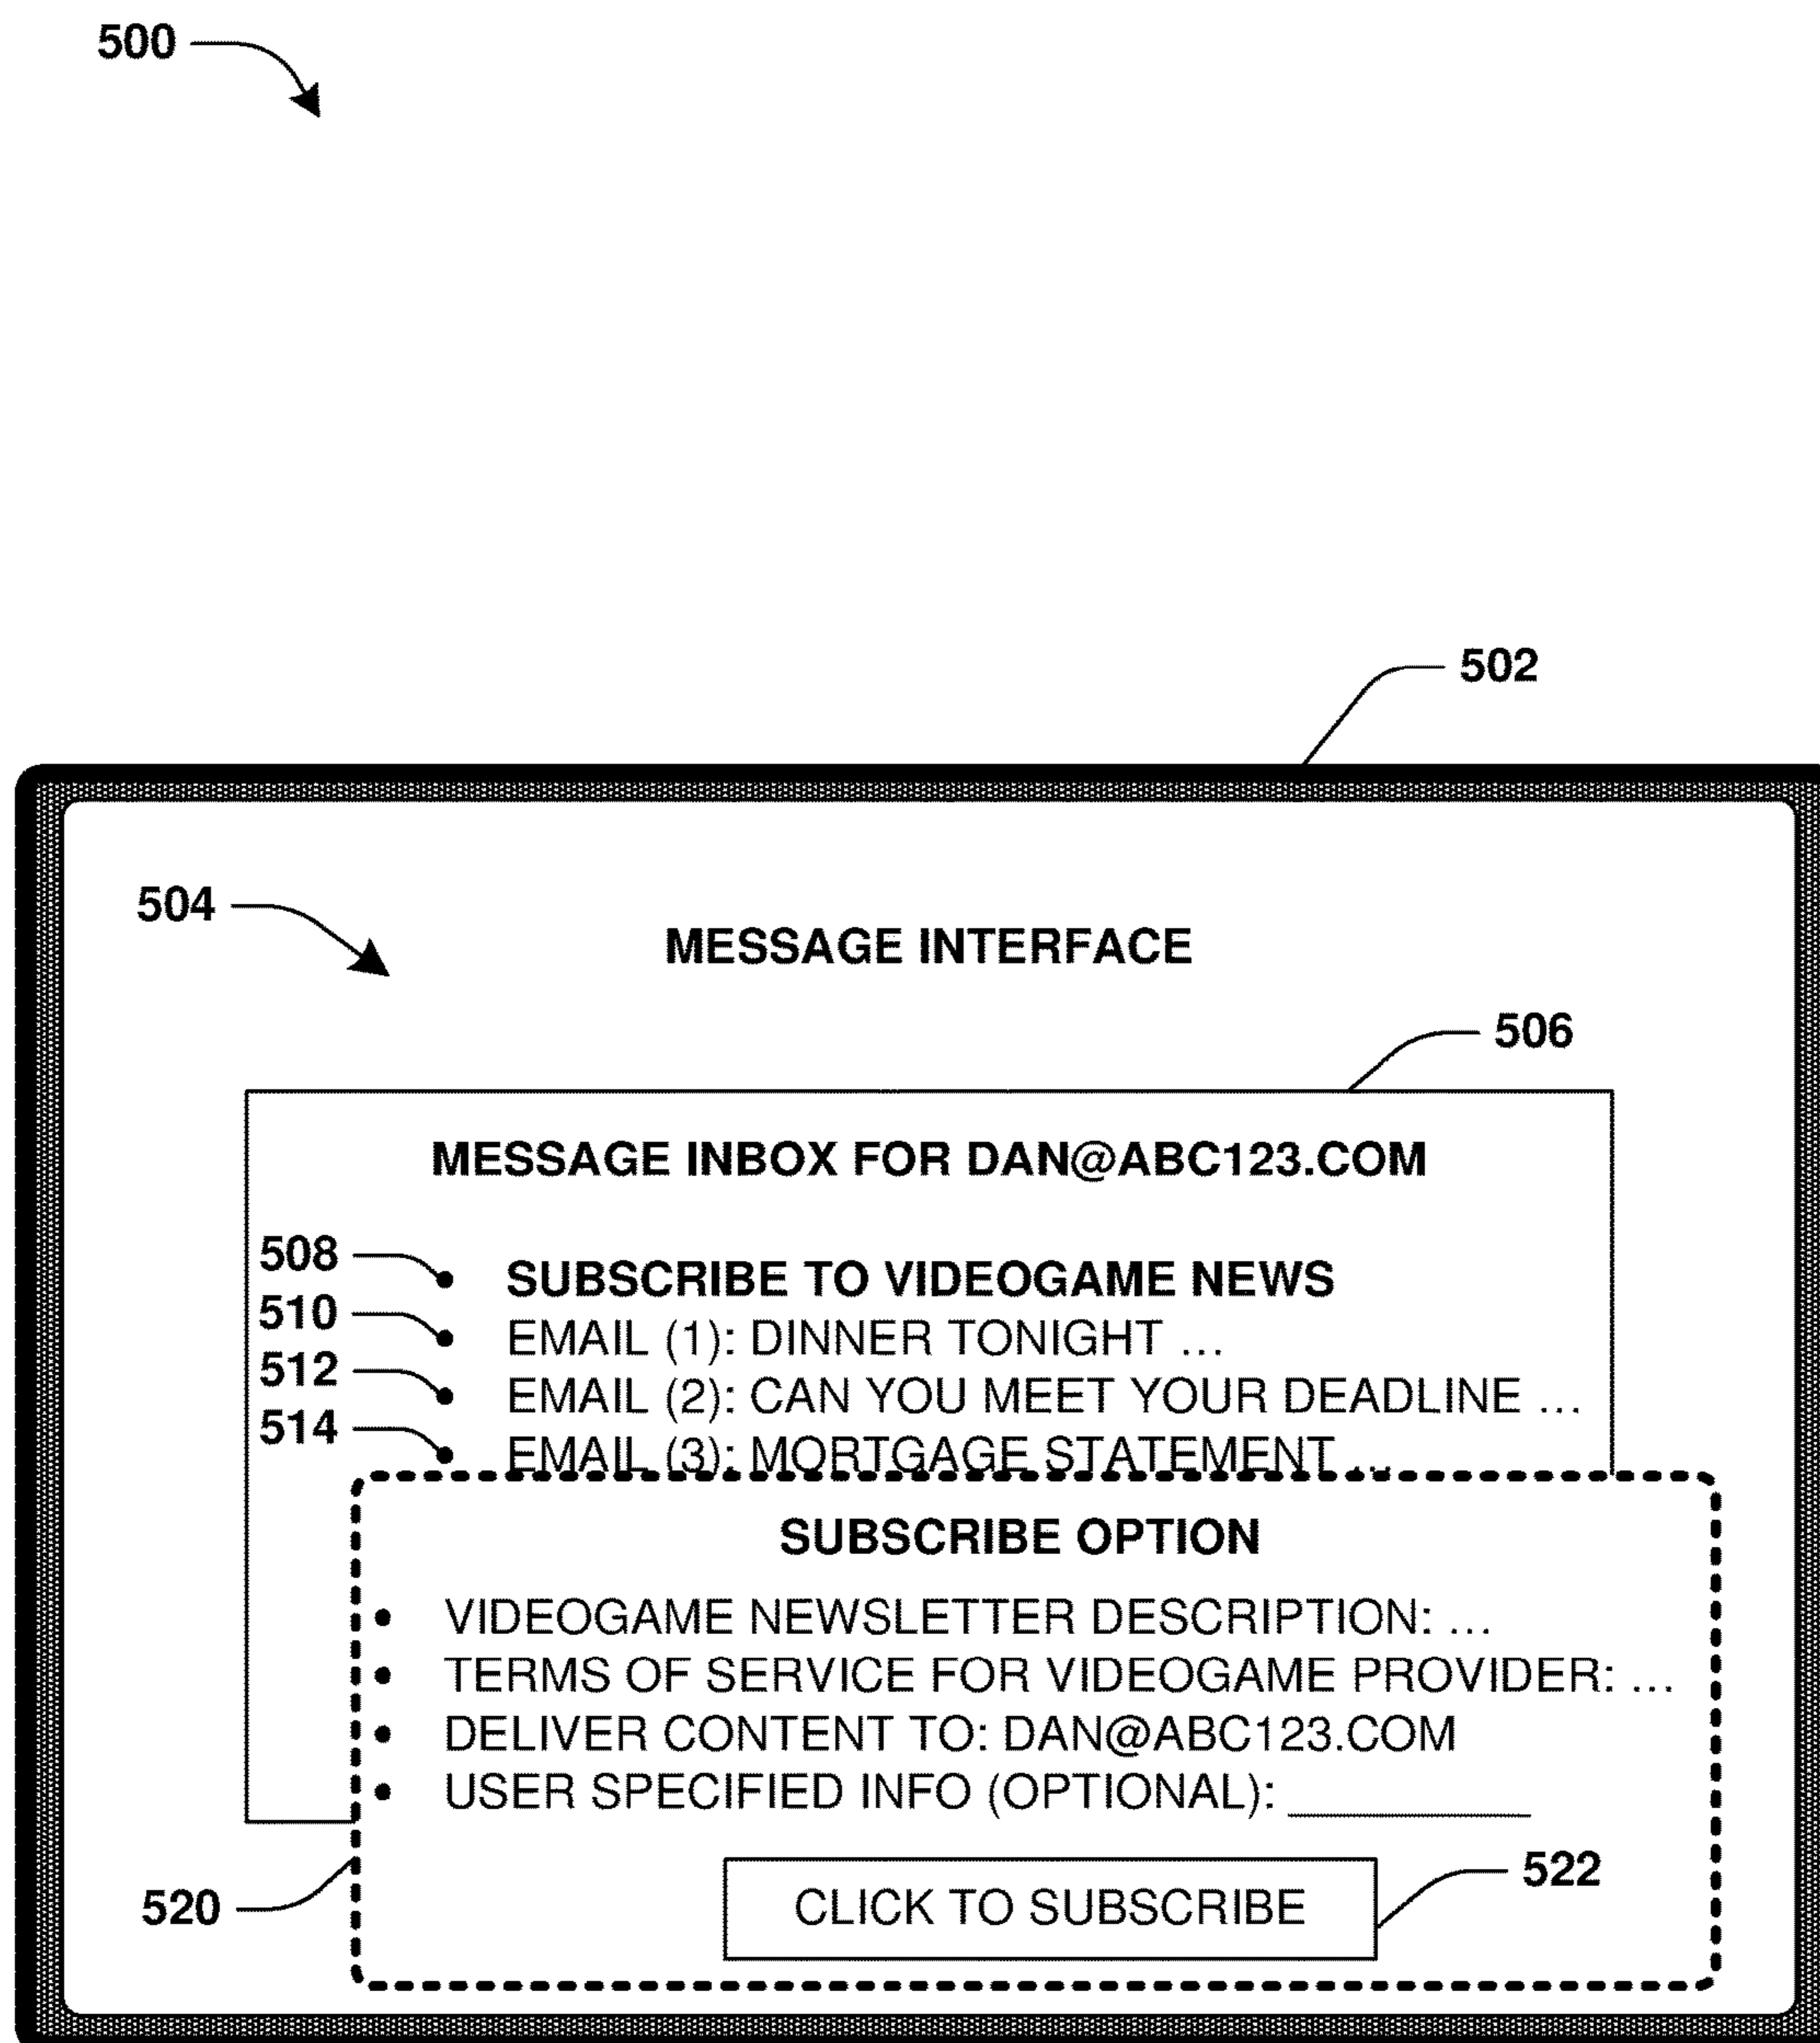 500
502
504
MESSAGE INTERFACE
506
MESSAGE INBOX FOR DAN@ABC123.COM
508 • SUBSCRIBE TO VIDEOGAME NEWS
510 • EMAIL (1): DINNER TONIGHT ...
512 • EMAIL (2): CAN YOU MEET YOUR DEADLINE ...
514 • EMAIL (3): MORTGAGE STATEMENT ...
SUBSCRIBE OPTION
• VIDEOGAME NEWSLETTER DESCRIPTION: ...
• TERMS OF SERVICE FOR VIDEOGAME PROVIDER: ...
• DELIVER CONTENT TO: DAN@ABC123.COM
• USER SPECIFIED INFO (OPTIONAL): __________
522
520
CLICK TO SUBSCRIBE